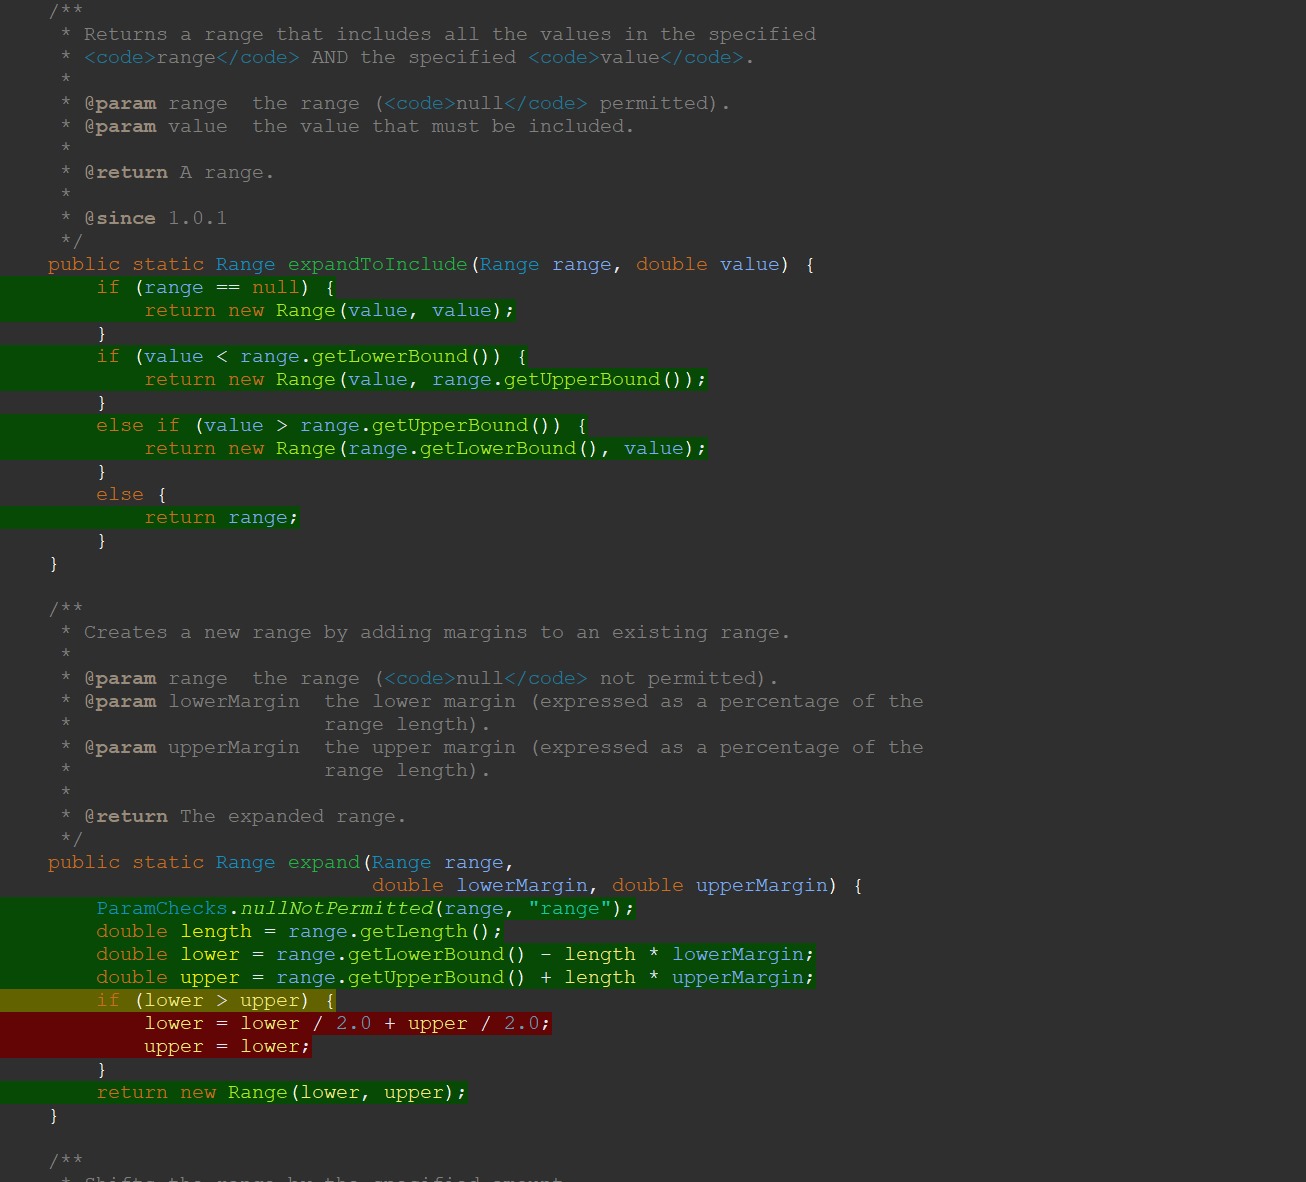 /**
 * Returns a range that includes all the values in the specified
 * <code>range</code> AND the specified <code>value</code>.
 *
 * @param range  the range (<code>null</code> permitted).
 * @param value  the value that must be included.
 *
 * @return A range.
 *
 * @since 1.0.1
 */
public static Range expandToInclude(Range range, double value) {
    if (range == null) {
        return new Range(value, value);
    }
    if (value < range.getLowerBound()) {
        return new Range(value, range.getUpperBound());
    }
    else if (value > range.getUpperBound()) {
        return new Range(range.getLowerBound(), value);
    }
    else {
        return range;
    }
}

/**
 * Creates a new range by adding margins to an existing range.
 *
 * @param range  the range (<code>null</code> not permitted).
 * @param lowerMargin  the lower margin (expressed as a percentage of the
 *                     range length).
 * @param upperMargin  the upper margin (expressed as a percentage of the
 *                     range length).
 *
 * @return The expanded range.
 */
public static Range expand(Range range,
                           double lowerMargin, double upperMargin) {
    ParamChecks.nullNotPermitted(range, "range");
    double length = range.getLength();
    double lower = range.getLowerBound() - length * lowerMargin;
    double upper = range.getUpperBound() + length * upperMargin;
    if (lower > upper) {
        lower = lower / 2.0 + upper / 2.0;
        upper = lower;
    }
    return new Range(lower, upper);
}

/**
 * Shifts the range by the specified amount